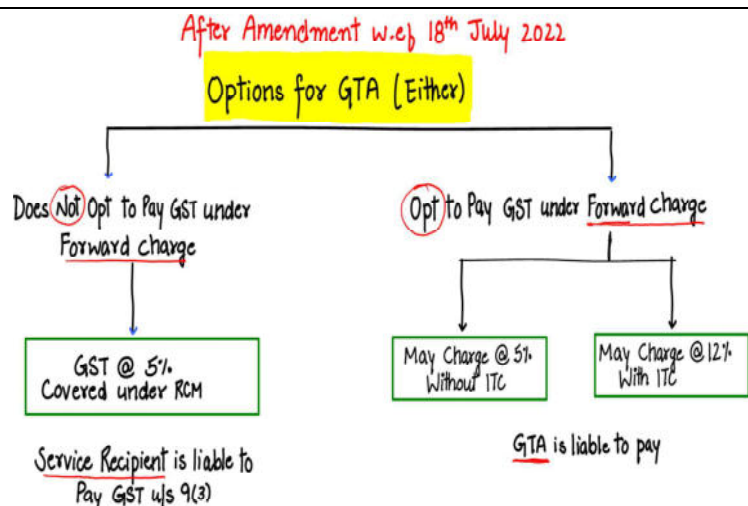 After Amendment w.ef 18th July 2022
Options for GTA (Either)
Does Not Opt to Pay GST under
Forward charge
GST @ 5%
Covered under RCM
Service Recipient is liable to
Pay GST u/s 9(3)
Opt to Pay GST under Forward charge
May Charge @ 5%
Without ITC
May Charge @ 12%
With ITC
GTA is liable to pay